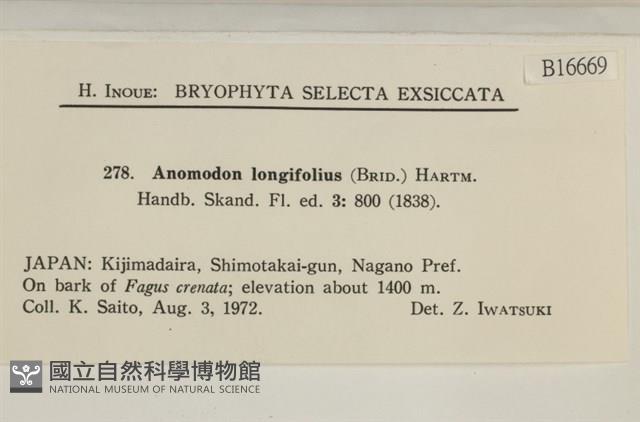 B16669
H. INOUE: BRYOPHYTA SELECTA EXSICCATA
278. Anomodon longifolius (BRID.) HARTM.
Handb. Skand. Fl. ed. 3: 800 (1838).
JAPAN: Kijimadaira, Shimotakai-gun, Nagano Pref.
On bark of Fagus crenata; elevation about 1400 m.
Coll. K. Saito, Aug. 3, 1972. Det. Z. IWATSUKI
國立自然科學博物館
NATIONAL MUSEUM OF NATURAL SCIENCE